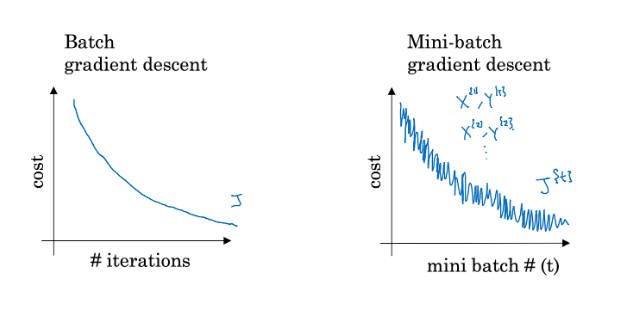 Batch
gradient descent
cost
J
# iterations
Mini-batch
gradient descent
X^{1}, Y^{1}
X^{2}, Y^{2}
⋮
cost
J^{t}
mini batch # (t)